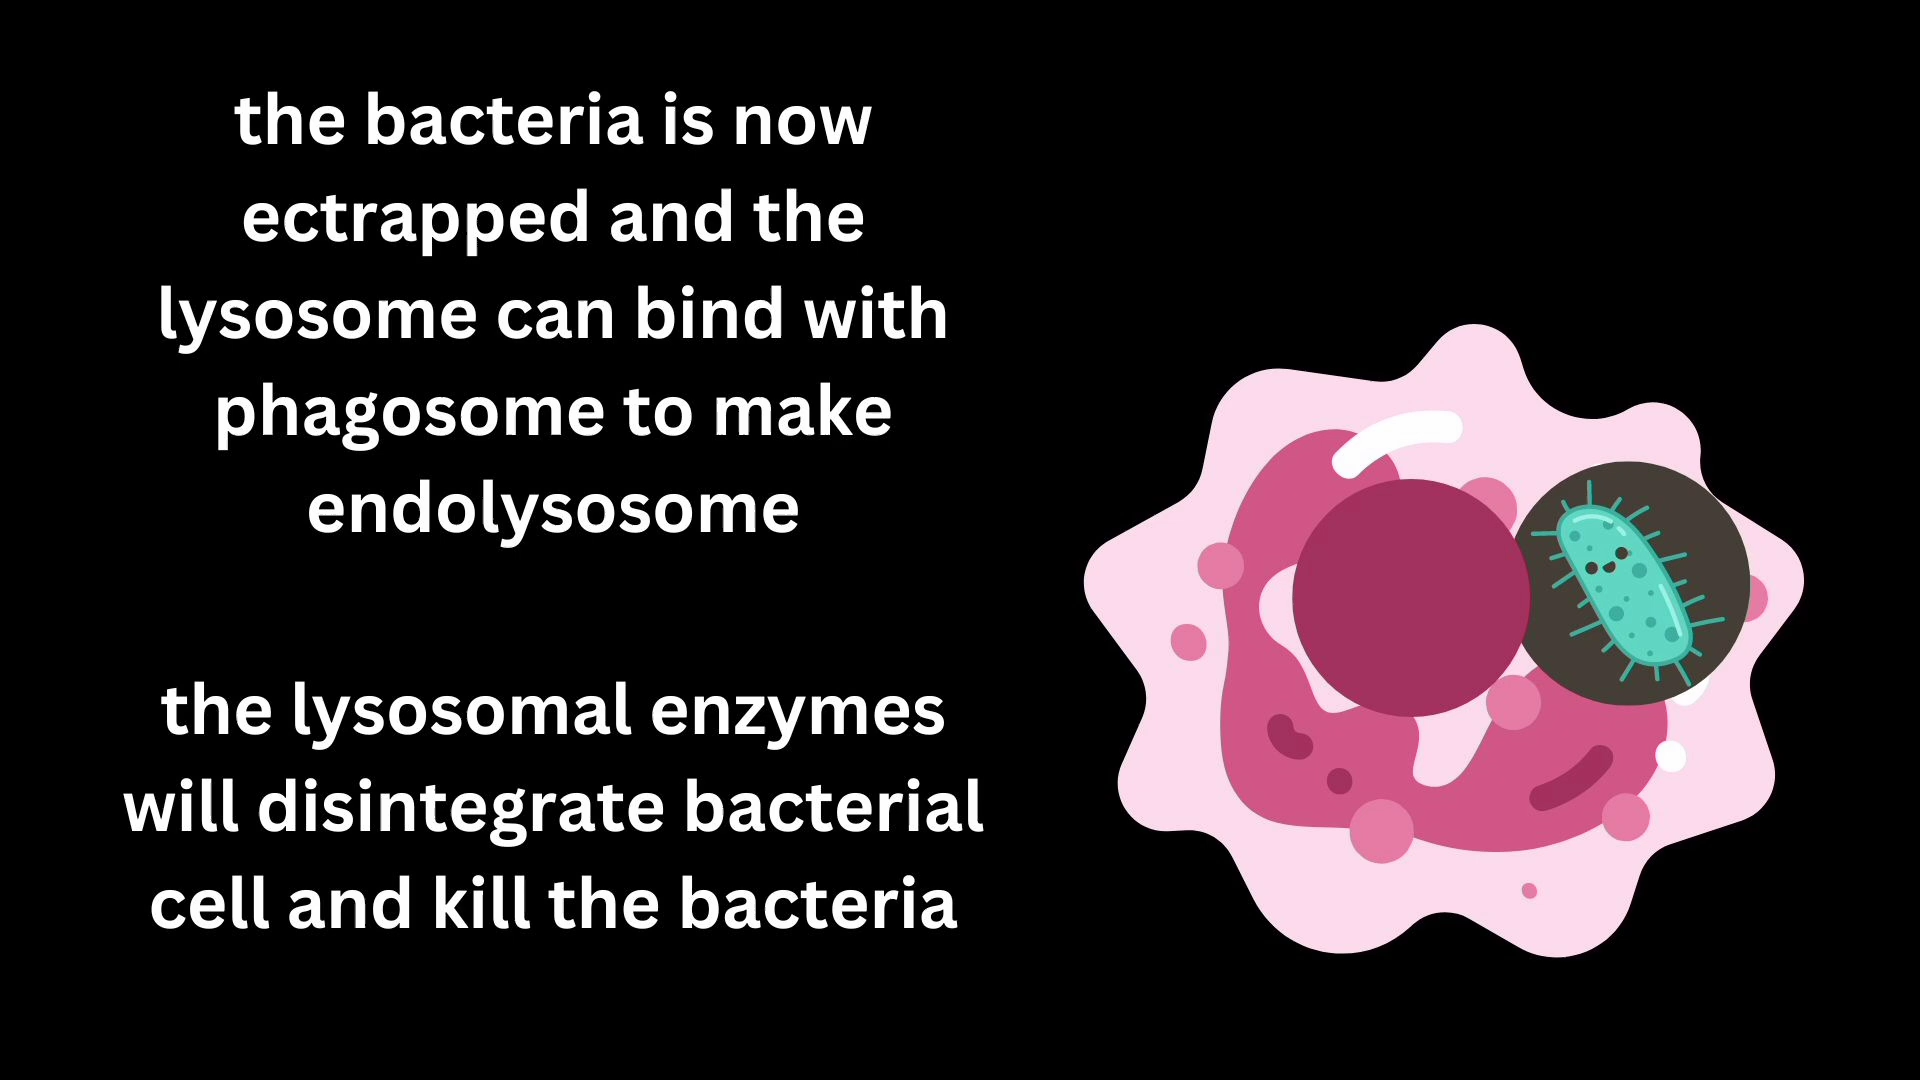 the bacteria is now
ectrapped and the
lysosome can bind with
phagosome to make
endolysosome
the lysosomal enzymes
will disintegrate bacterial
cell and kill the bacteria